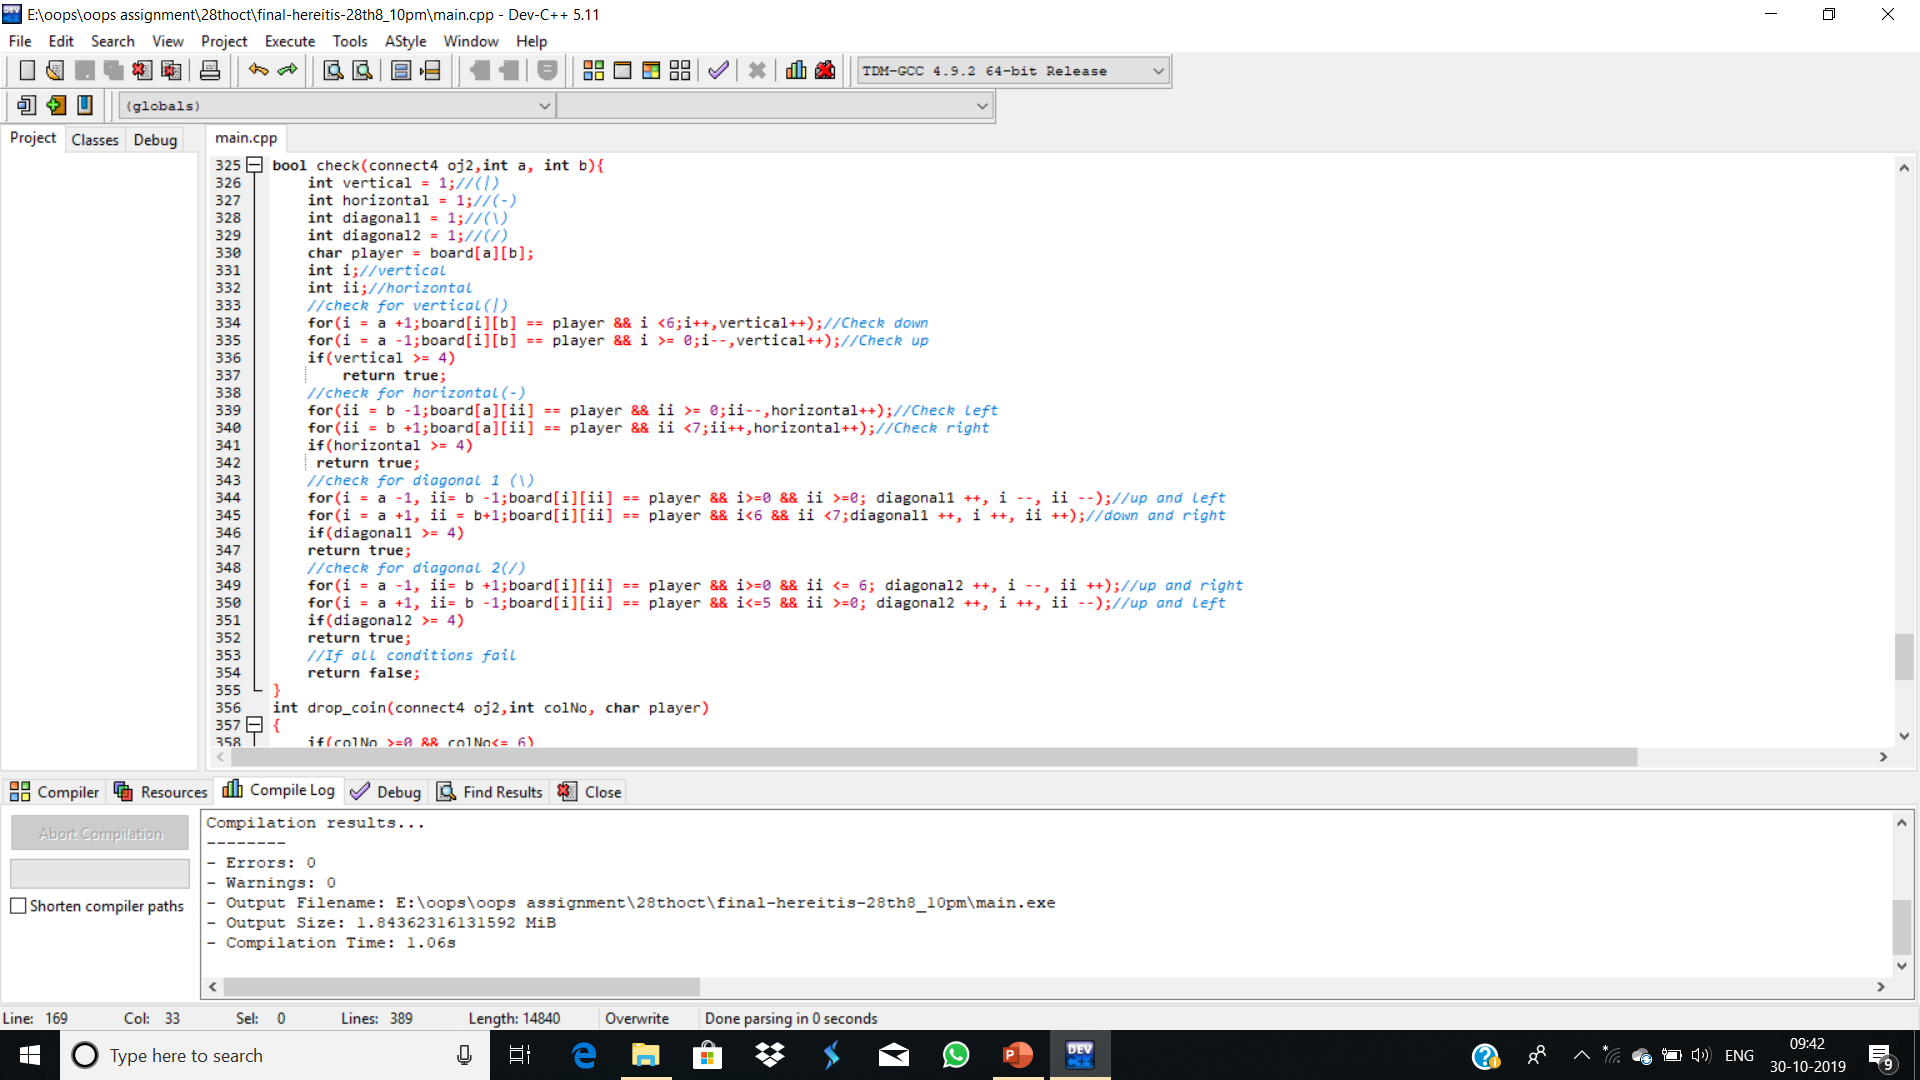 E:\oops\oops assignment\28thoct\final-hereitis-28th8_10pm\main.cpp - Dev-C++ 5.11
File Edit Search View Project Execute Tools AStyle Window Help
TDM-GCC 4.9.2 64-bit Release
(globals)
Project Classes Debug
main.cpp
325 bool check(connect4 oj2,int a, int b){
326 int vertical = 1;//(|)
327 int horizontal = 1;//(-)
328 int diagonal1 = 1;//(\)
329 int diagonal2 = 1;//(/)
330 char player = board[a][b];
331 int i;//vertical
332 int ii;//horizontal
333 //check for vertical(|)
334 for(i = a +1;board[i][b] == player && i <6;i++,vertical++);//Check down
335 for(i = a -1;board[i][b] == player && i >= 0;i--,vertical++);//Check up
336 if(vertical >= 4)
337 return true;
338 //check for horizontal(-)
339 for(ii = b -1;board[a][ii] == player && ii >= 0;ii--,horizontal++);//Check left
340 for(ii = b +1;board[a][ii] == player && ii <7;ii++,horizontal++);//Check right
341 if(horizontal >= 4)
342 return true;
343 //check for diagonal 1 (\)
344 for(i = a -1, ii= b -1;board[i][ii] == player && i>=0 && ii >=0; diagonal1 ++, i --, ii --);//up and left
345 for(i = a +1, ii = b+1;board[i][ii] == player && i<6 && ii <7;diagonal1 ++, i ++, ii ++);//down and right
346 if(diagonal1 >= 4)
347 return true;
348 //check for diagonal 2(/)
349 for(i = a -1, ii= b +1;board[i][ii] == player && i>=0 && ii <= 6; diagonal2 ++, i --, ii ++);//up and right
350 for(i = a +1, ii= b -1;board[i][ii] == player && i<=5 && ii >=0; diagonal2 ++, i ++, ii --);//up and left
351 if(diagonal2 >= 4)
352 return true;
353 //If all conditions fail
354 return false;
355 }
356 int drop_coin(connect4 oj2,int colNo, char player)
357 {
358 if(colNo >=0 && colNo<= 6)
Compiler Resources Compile Log Debug Find Results Close
Abort Compilation
Shorten compiler paths
Compilation results...
--------
- Errors: 0
- Warnings: 0
- Output Filename: E:\oops\oops assignment\28thoct\final-hereitis-28th8_10pm\main.exe
- Output Size: 1.84362316131592 MiB
- Compilation Time: 1.06s
Line: 169 Col: 33 Sel: 0 Lines: 389 Length: 14840 Overwrite Done parsing in 0 seconds
Type here to search
ENG
09:42
30-10-2019
9